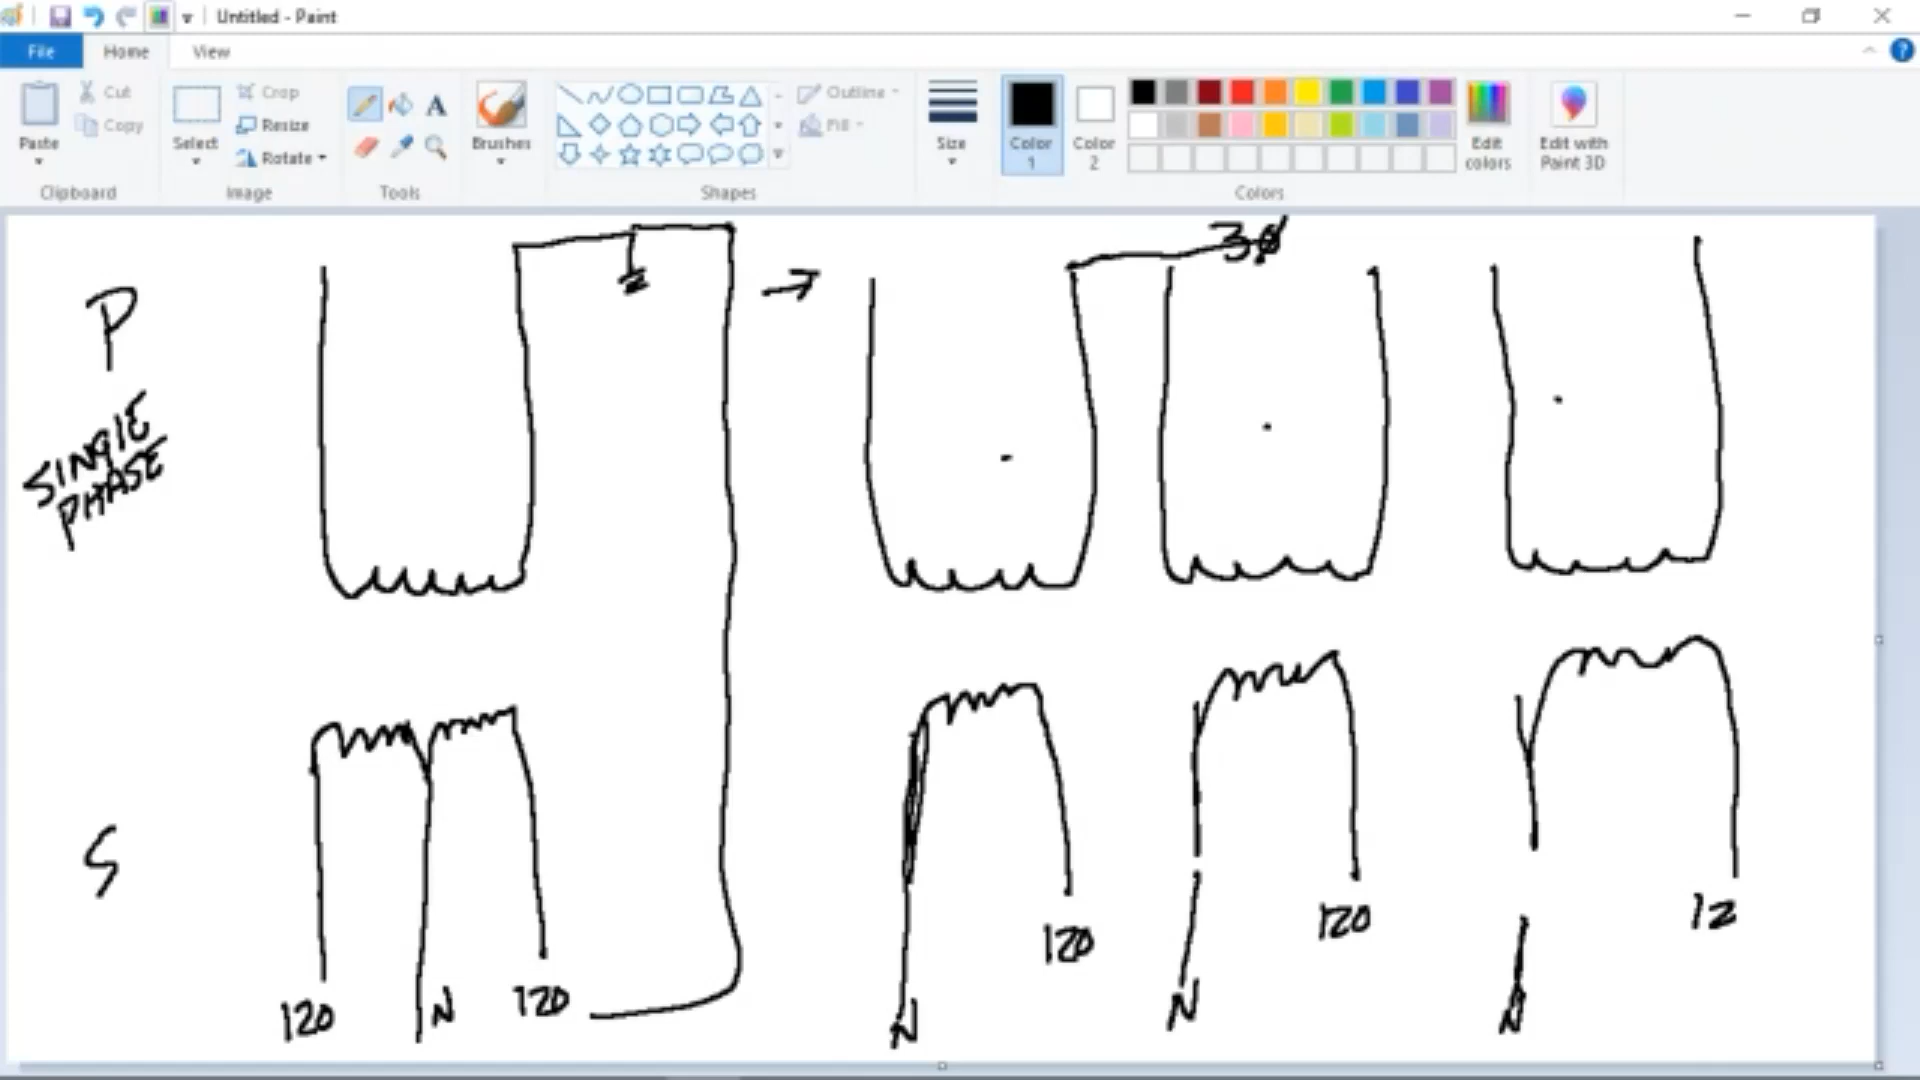 Untitled - Paint
File Home View
Paste
Cut
Copy
Clipboard
Select
Crop
Resize
Rotate
Image
A
Tools
Brushes
Shapes
Outline
Fill
Size
Color 1
Color 2
Colors
Edit colors
Edit with Paint 3D
?
P
SINGLE
PHASE
3ø
S
120 N 120
N 120
N 120
N 12